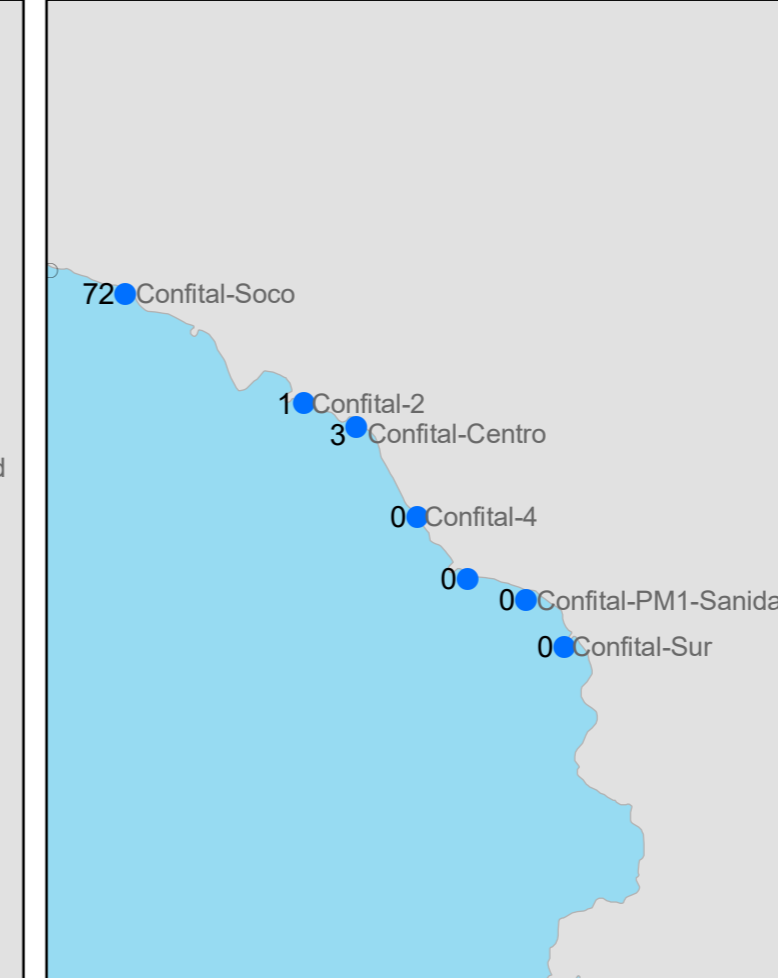 72 Confital-Soco
1 Confital-2
3 Confital-Centro
d
0 Confital-4
0
0 Confital-PM1-Sanida
0 Confital-Sur